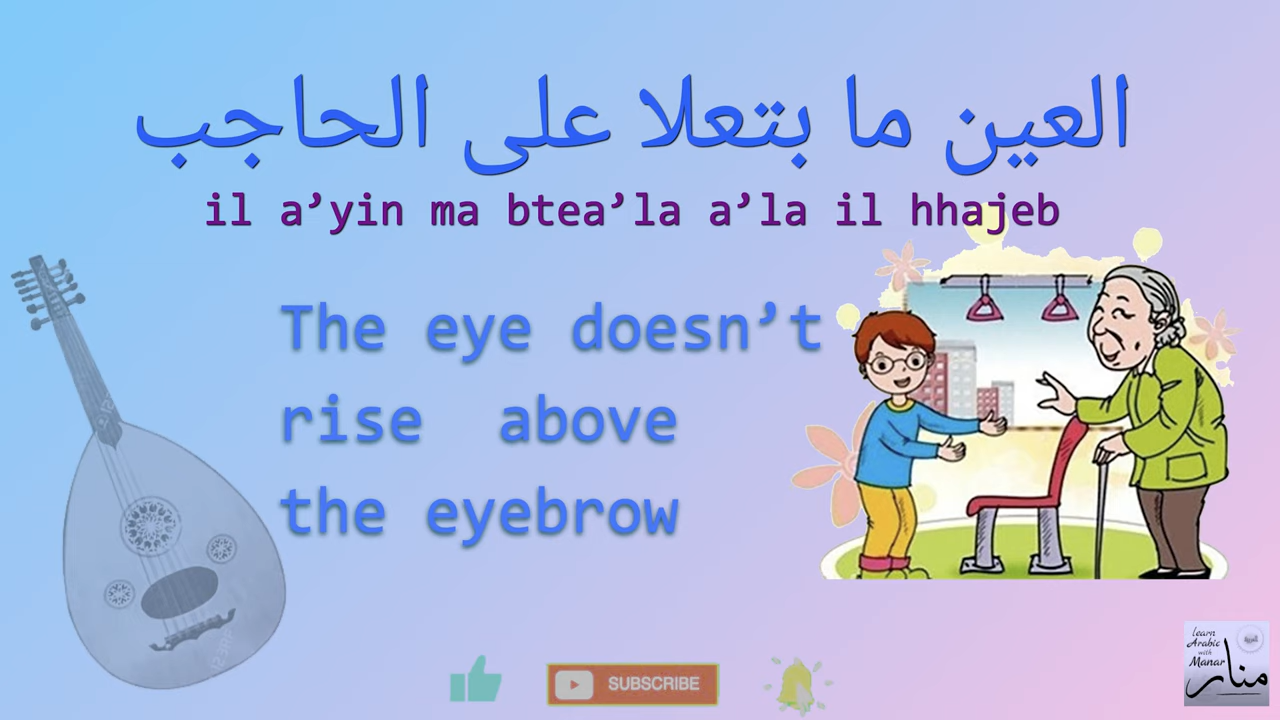 العين ما بتعلا على الحاجب
il a’yin ma btea’la a’la il hhajeb
The eye doesn’t
rise above
the eyebrow
SUBSCRIBE
learn
Arabic
with
Manar
منار